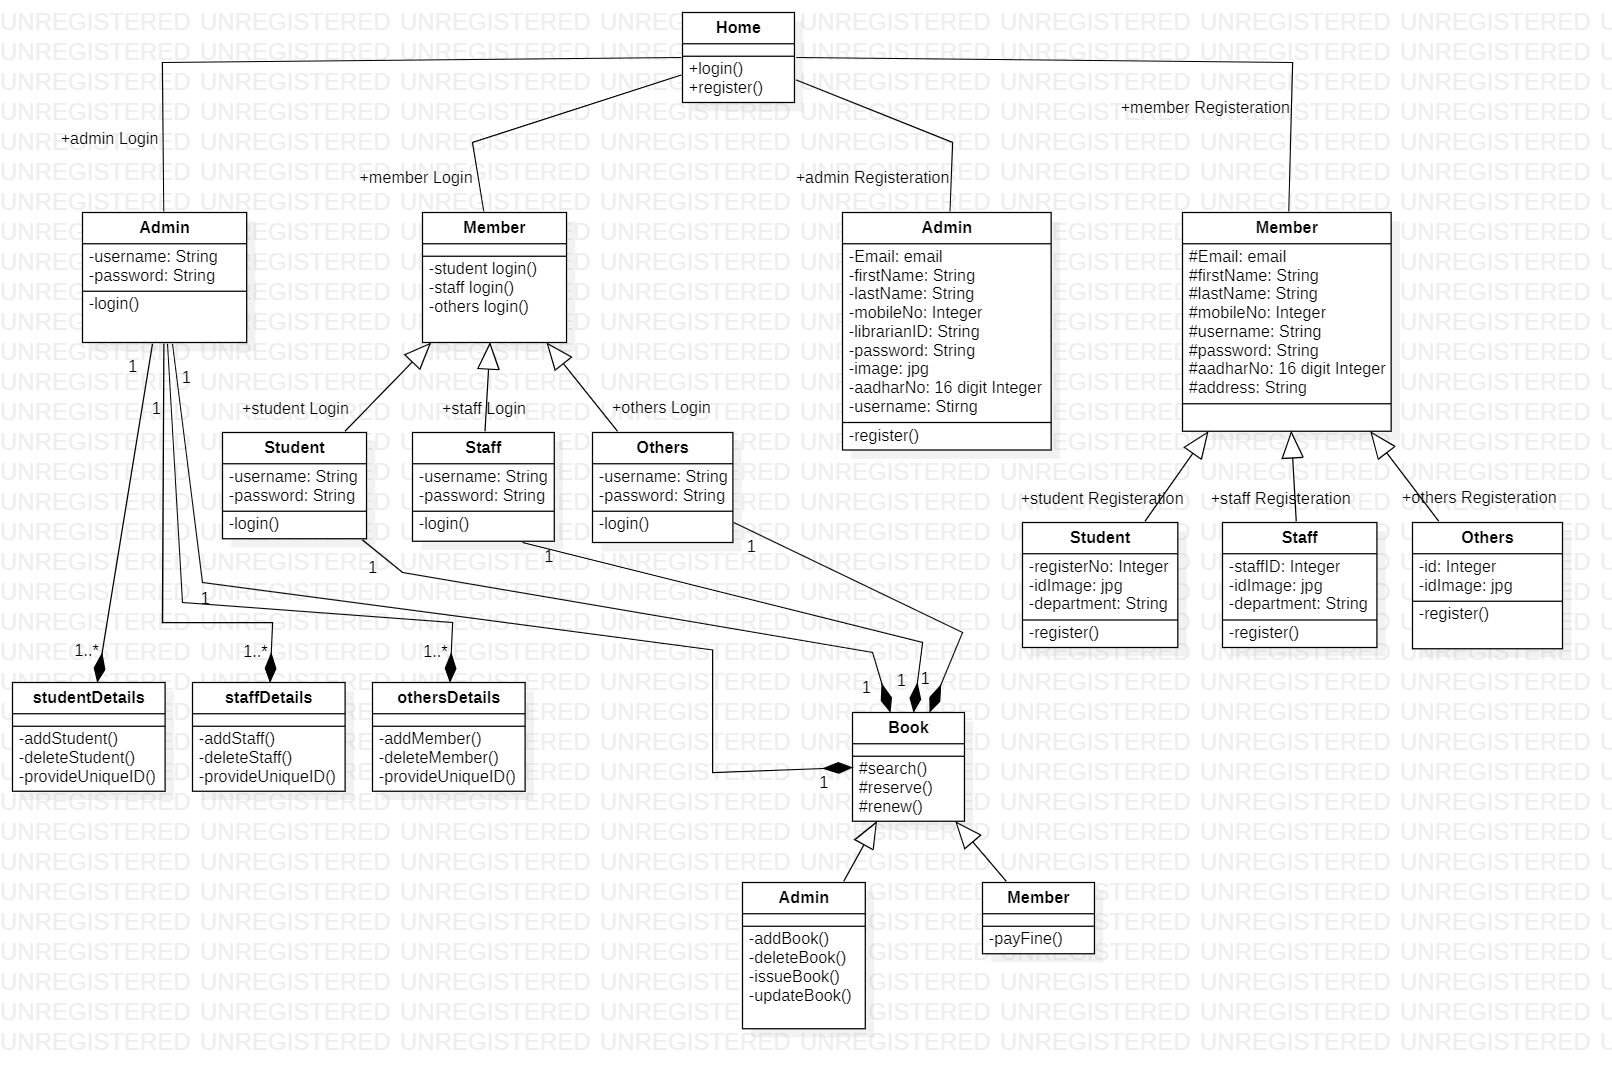 Home
+login()
+register()
+member Registeration
+admin Login
+member Login
+admin Registeration
Admin
-username: String
-password: String
-login()
Member
-student login()
-staff login()
-others login()
Admin
-Email: email
-firstName: String
-lastName: String
-mobileNo: Integer
-librarianID: String
-password: String
-image: jpg
-aadharNo: 16 digit Integer
-username: Stirng
-register()
Member
#Email: email
#firstName: String
#lastName: String
#mobileNo: Integer
#username: String
#password: String
#aadharNo: 16 digit Integer
#address: String
1
1
1
+student Login
+staff Login
+others Login
Student
-username: String
-password: String
-login()
Staff
-username: String
-password: String
-login()
Others
-username: String
-password: String
-login()
+student Registeration
+staff Registeration
+others Registeration
Student
-registerNo: Integer
-idImage: jpg
-department: String
-register()
Staff
-staffID: Integer
-idImage: jpg
-department: String
-register()
Others
-id: Integer
-idImage: jpg
-register()
1
1
1
1
1..*
1..*
1..*
1
1
1
studentDetails
-addStudent()
-deleteStudent()
-provideUniqueID()
staffDetails
-addStaff()
-deleteStaff()
-provideUniqueID()
othersDetails
-addMember()
-deleteMember()
-provideUniqueID()
1
Book
#search()
#reserve()
#renew()
Admin
-addBook()
-deleteBook()
-issueBook()
-updateBook()
Member
-payFine()
UNREGISTERED